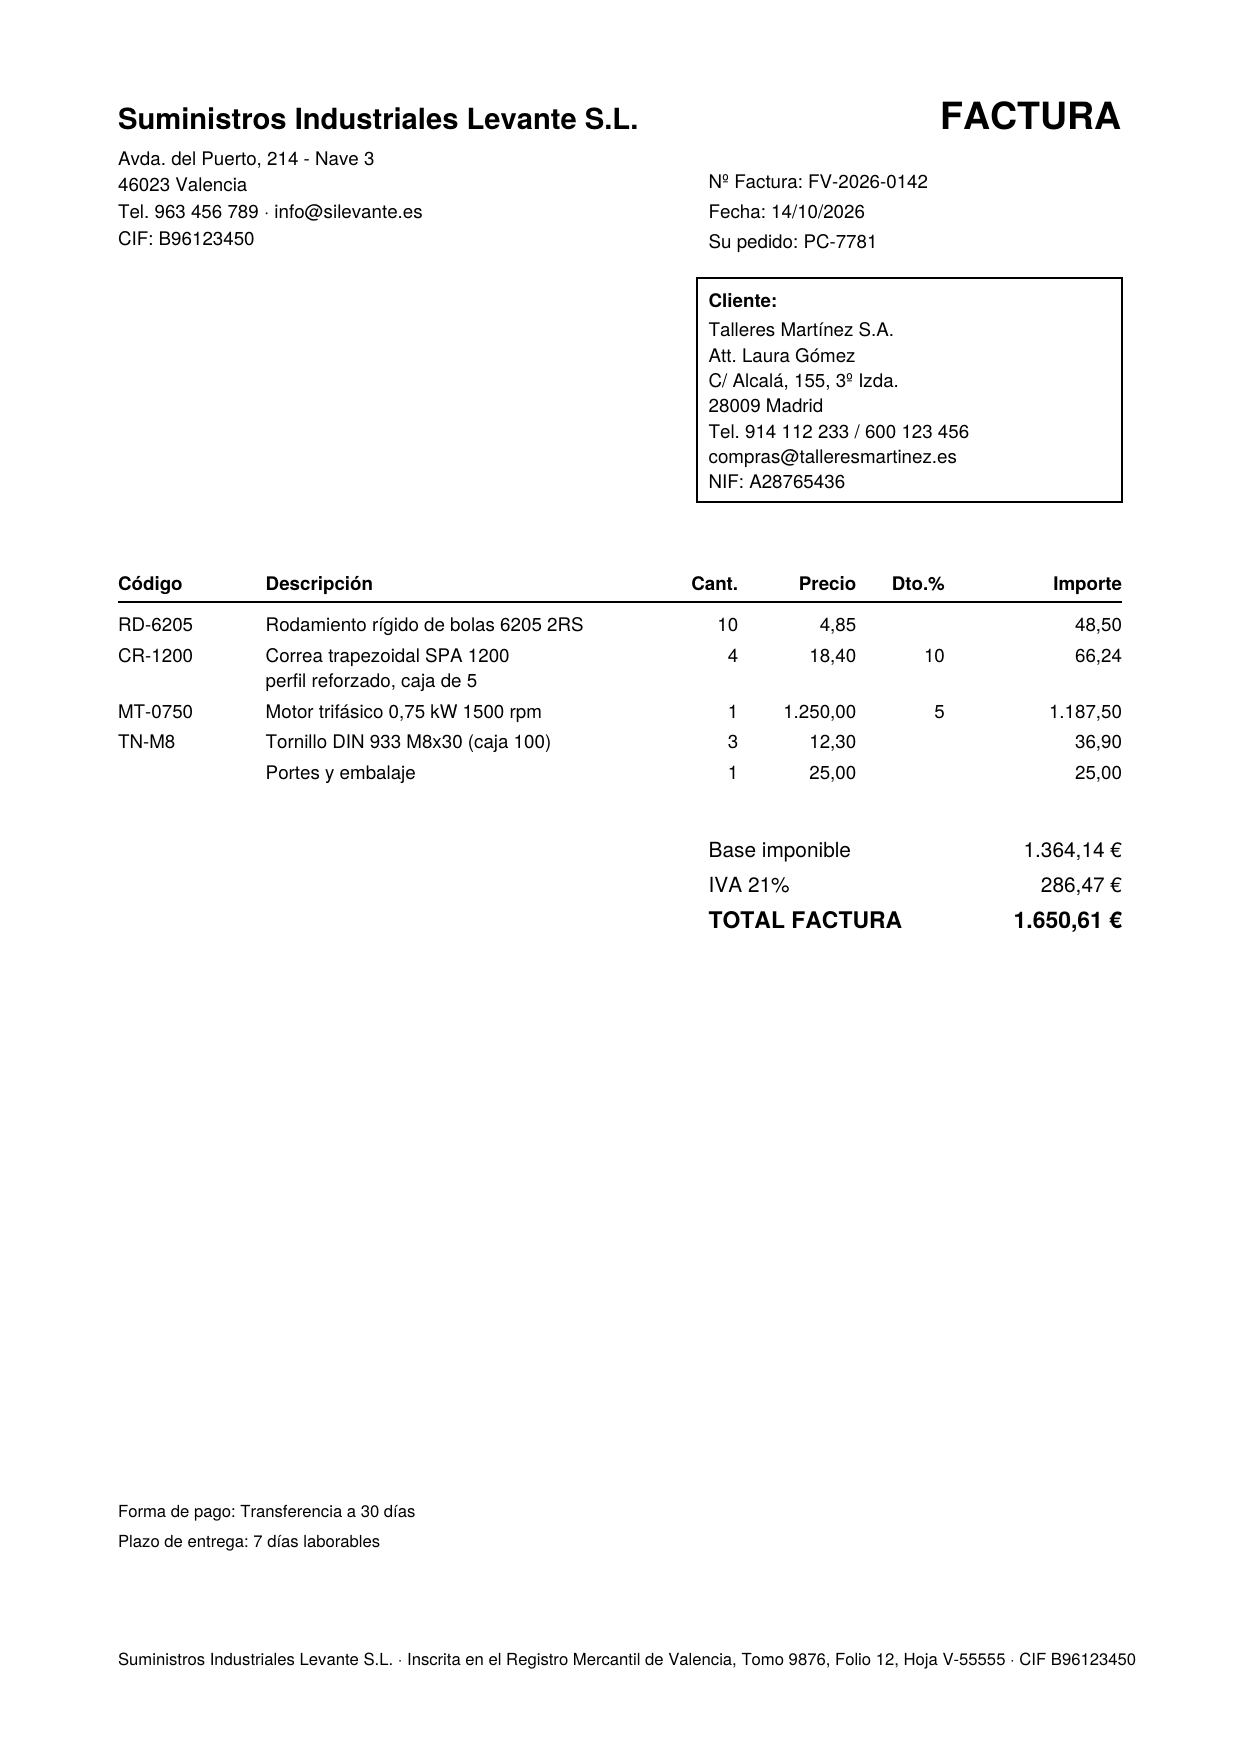 Suministros Industriales Levante S.L.
FACTURA
Avda. del Puerto, 214 - Nave 3
46023 Valencia
Tel. 963 456 789 · info@silevante.es
CIF: B96123450
Nº Factura: FV-2026-0142
Fecha: 14/10/2026
Su pedido: PC-7781
Cliente:
Talleres Martínez S.A.
Att. Laura Gómez
C/ Alcalá, 155, 3º Izda.
28009 Madrid
Tel. 914 112 233 / 600 123 456
compras@talleresmartinez.es
NIF: A28765436
Código Descripción Cant. Precio Dto.% Importe
RD-6205 Rodamiento rígido de bolas 6205 2RS 10 4,85 48,50
CR-1200 Correa trapezoidal SPA 1200 4 18,40 10 66,24
perfil reforzado, caja de 5
MT-0750 Motor trifásico 0,75 kW 1500 rpm 1 1.250,00 5 1.187,50
TN-M8 Tornillo DIN 933 M8x30 (caja 100) 3 12,30 36,90
Portes y embalaje 1 25,00 25,00
Base imponible 1.364,14 €
IVA 21% 286,47 €
TOTAL FACTURA 1.650,61 €
Forma de pago: Transferencia a 30 días
Plazo de entrega: 7 días laborables
Suministros Industriales Levante S.L. · Inscrita en el Registro Mercantil de Valencia, Tomo 9876, Folio 12, Hoja V-55555 · CIF B96123450